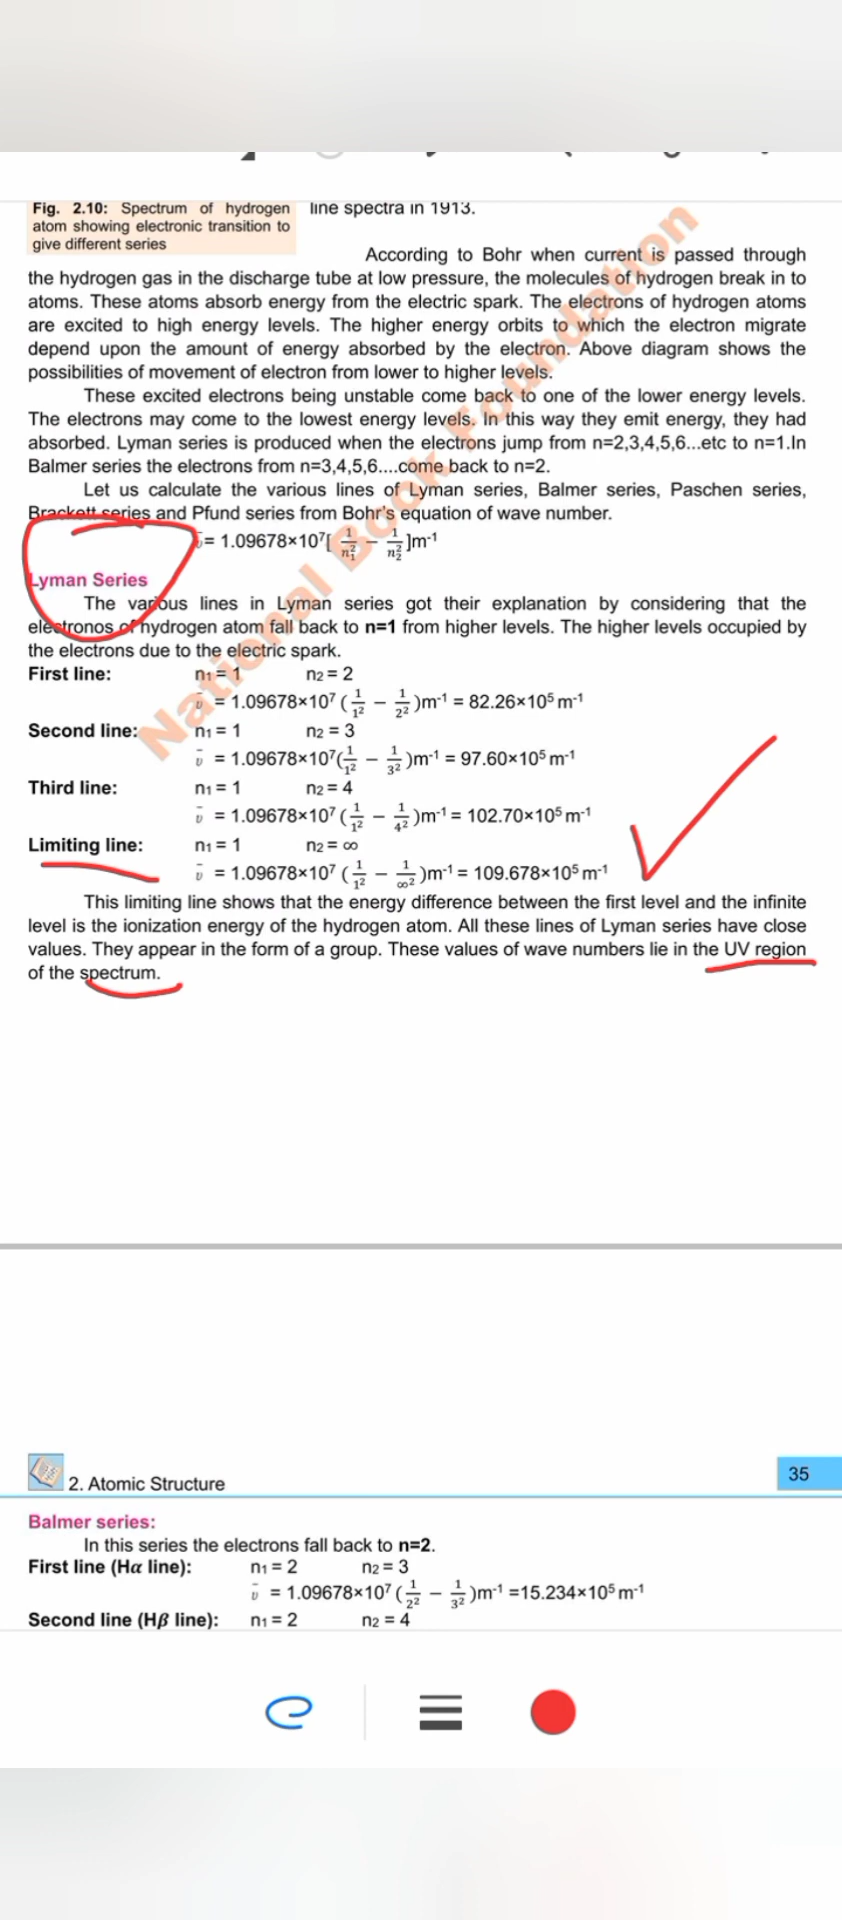 Fig. 2.10: Spectrum of hydrogen
atom showing electronic transition to
give different series
line spectra in 1913.
According to Bohr when current is passed through
the hydrogen gas in the discharge tube at low pressure, the molecules of hydrogen break in to
atoms. These atoms absorb energy from the electric spark. The electrons of hydrogen atoms
are excited to high energy levels. The higher energy orbits to which the electron migrate
depend upon the amount of energy absorbed by the electron. Above diagram shows the
possibilities of movement of electron from lower to higher levels.
These excited electrons being unstable come back to one of the lower energy levels.
The electrons may come to the lowest energy levels. In this way they emit energy, they had
absorbed. Lyman series is produced when the electrons jump from n=2,3,4,5,6...etc to n=1.In
Balmer series the electrons from n=3,4,5,6....come back to n=2.
Let us calculate the various lines of Lyman series, Balmer series, Paschen series,
Brackett series and Pfund series from Bohr's equation of wave number.
ῡ = 1.09678×10⁷[ 1/n₁² − 1/n₂² ]m⁻¹
Lyman Series
The various lines in Lyman series got their explanation by considering that the
electronos of hydrogen atom fall back to n=1 from higher levels. The higher levels occupied by
the electrons due to the electric spark.
First line: n₁ = 1 n₂ = 2
ῡ = 1.09678×10⁷ (1/1² − 1/2²)m⁻¹ = 82.26×10⁵ m⁻¹
Second line: n₁ = 1 n₂ = 3
ῡ = 1.09678×10⁷(1/1² − 1/3²)m⁻¹ = 97.60×10⁵ m⁻¹
Third line: n₁ = 1 n₂ = 4
ῡ = 1.09678×10⁷ (1/1² − 1/4²)m⁻¹ = 102.70×10⁵ m⁻¹
Limiting line: n₁ = 1 n₂ = ∞
ῡ = 1.09678×10⁷ (1/1² − 1/∞²)m⁻¹ = 109.678×10⁵ m⁻¹
This limiting line shows that the energy difference between the first level and the infinite
level is the ionization energy of the hydrogen atom. All these lines of Lyman series have close
values. They appear in the form of a group. These values of wave numbers lie in the UV region
of the spectrum.
National Book Foundation
2. Atomic Structure
35
Balmer series:
In this series the electrons fall back to n=2.
First line (Hα line): n₁ = 2 n₂ = 3
ῡ = 1.09678×10⁷ (1/2² − 1/3²)m⁻¹ =15.234×10⁵ m⁻¹
Second line (Hβ line): n₁ = 2 n₂ = 4